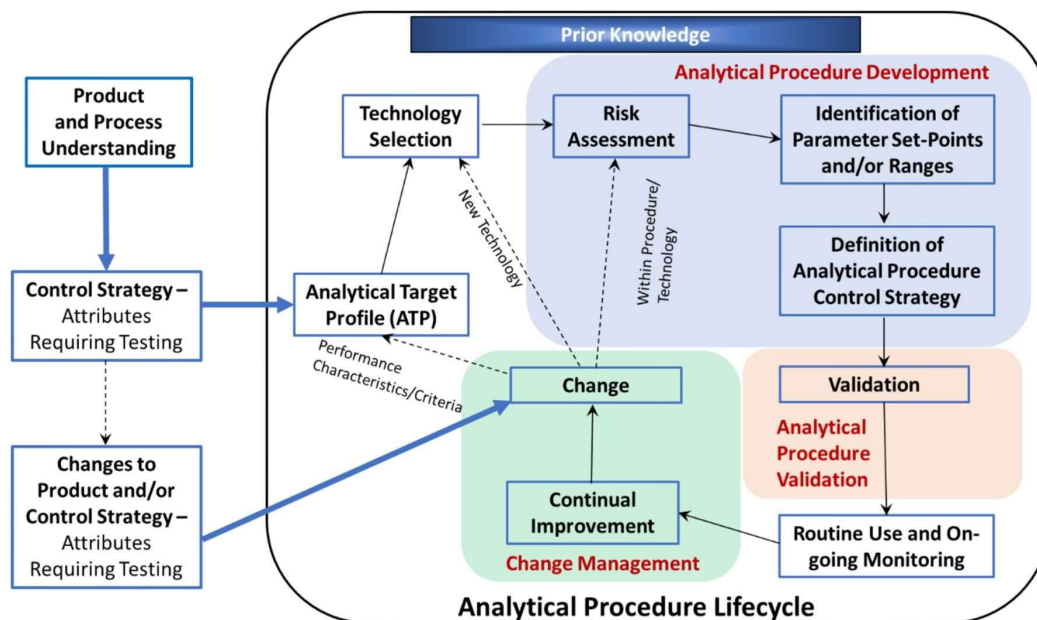 Prior Knowledge
Analytical Procedure Development
Product
and Process
Understanding
Technology
Selection
Risk
Assessment
Identification of
Parameter Set-Points
and/or Ranges
New Technology
Within Procedure/
Technology
Definition of
Analytical Procedure
Control Strategy
Control Strategy –
Attributes
Requiring Testing
Analytical Target
Profile (ATP)
Performance
Characteristics/Criteria
Change
Validation
Analytical
Procedure
Validation
Changes to
Product and/or
Control Strategy –
Attributes
Requiring Testing
Continual
Improvement
Routine Use and On-
going Monitoring
Change Management
Analytical Procedure Lifecycle